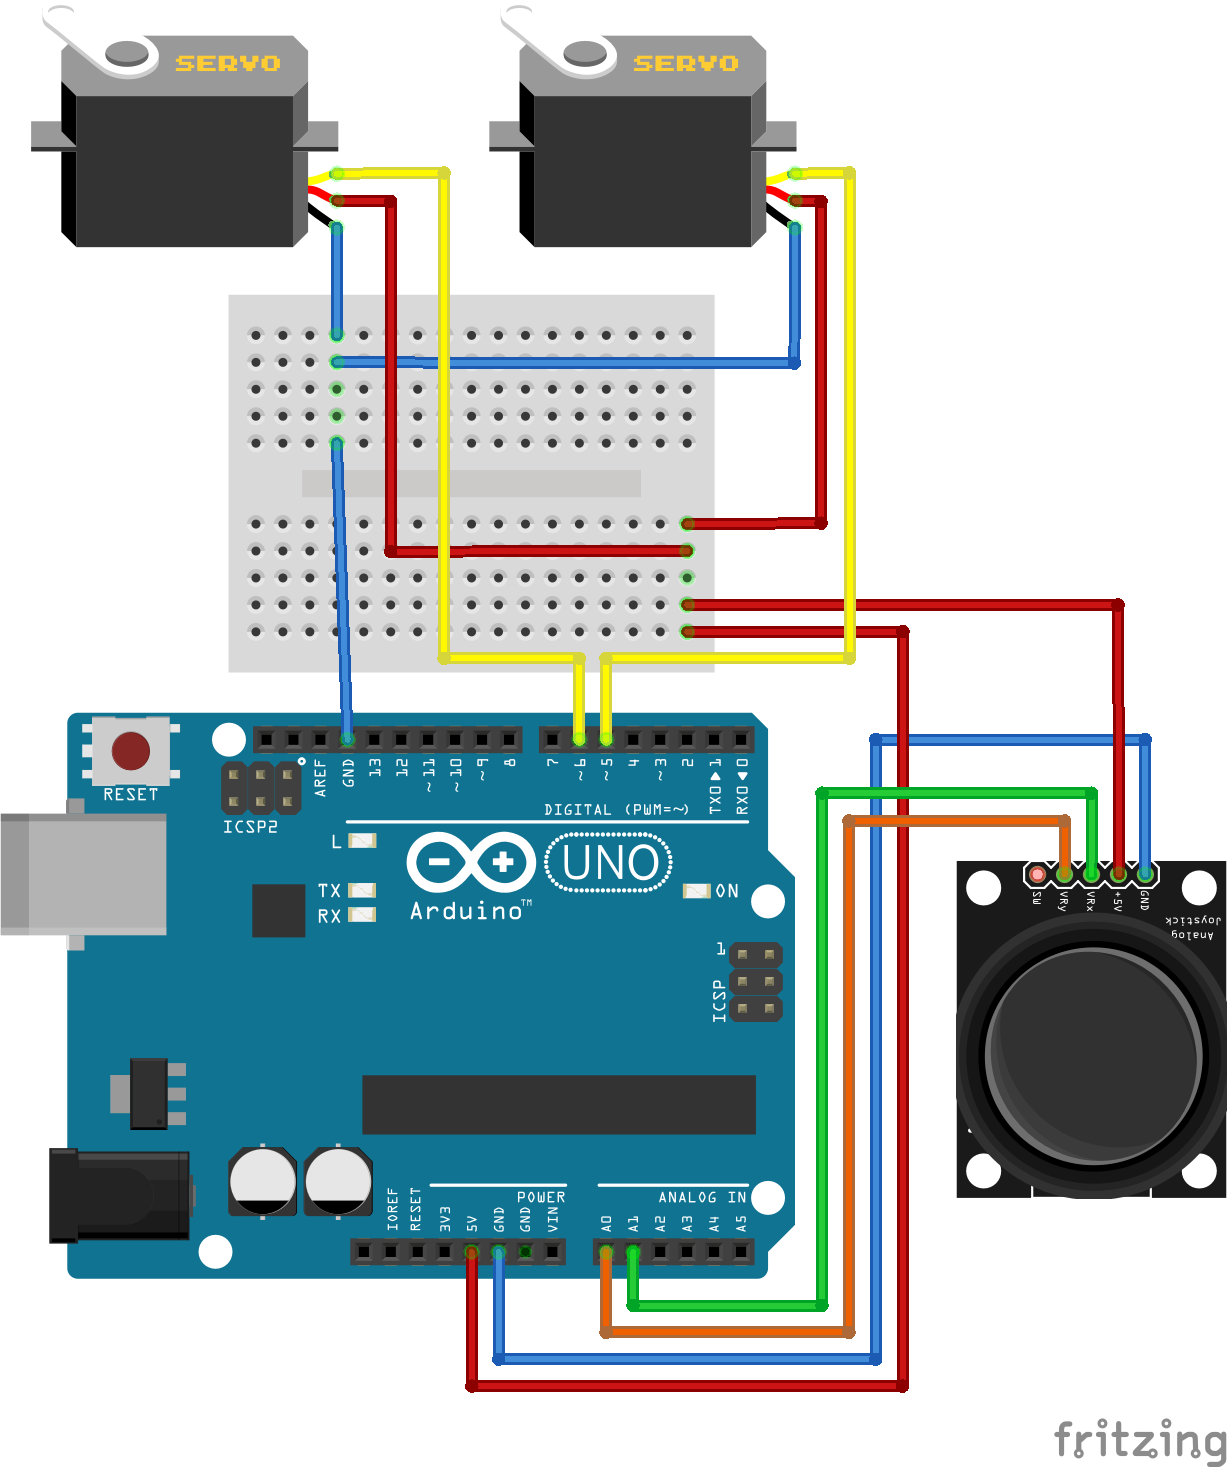 SERVO
SERVO
RESET
ICSP2
AREF
GND
13
12
~11
~10
~9
8
7
~6
~5
4
~3
2
TX0▶1
RX0◀0
DIGITAL (PWM=~)
L
TX
RX
UNO
Arduino™
ON
1
ICSP
SW
VRy
VRx
+5V
GND
Analog
Joystick
IOREF
RESET
3V3
5V
GND
GND
VIN
POWER
A0
A1
A2
A3
A4
A5
ANALOG IN
fritzing